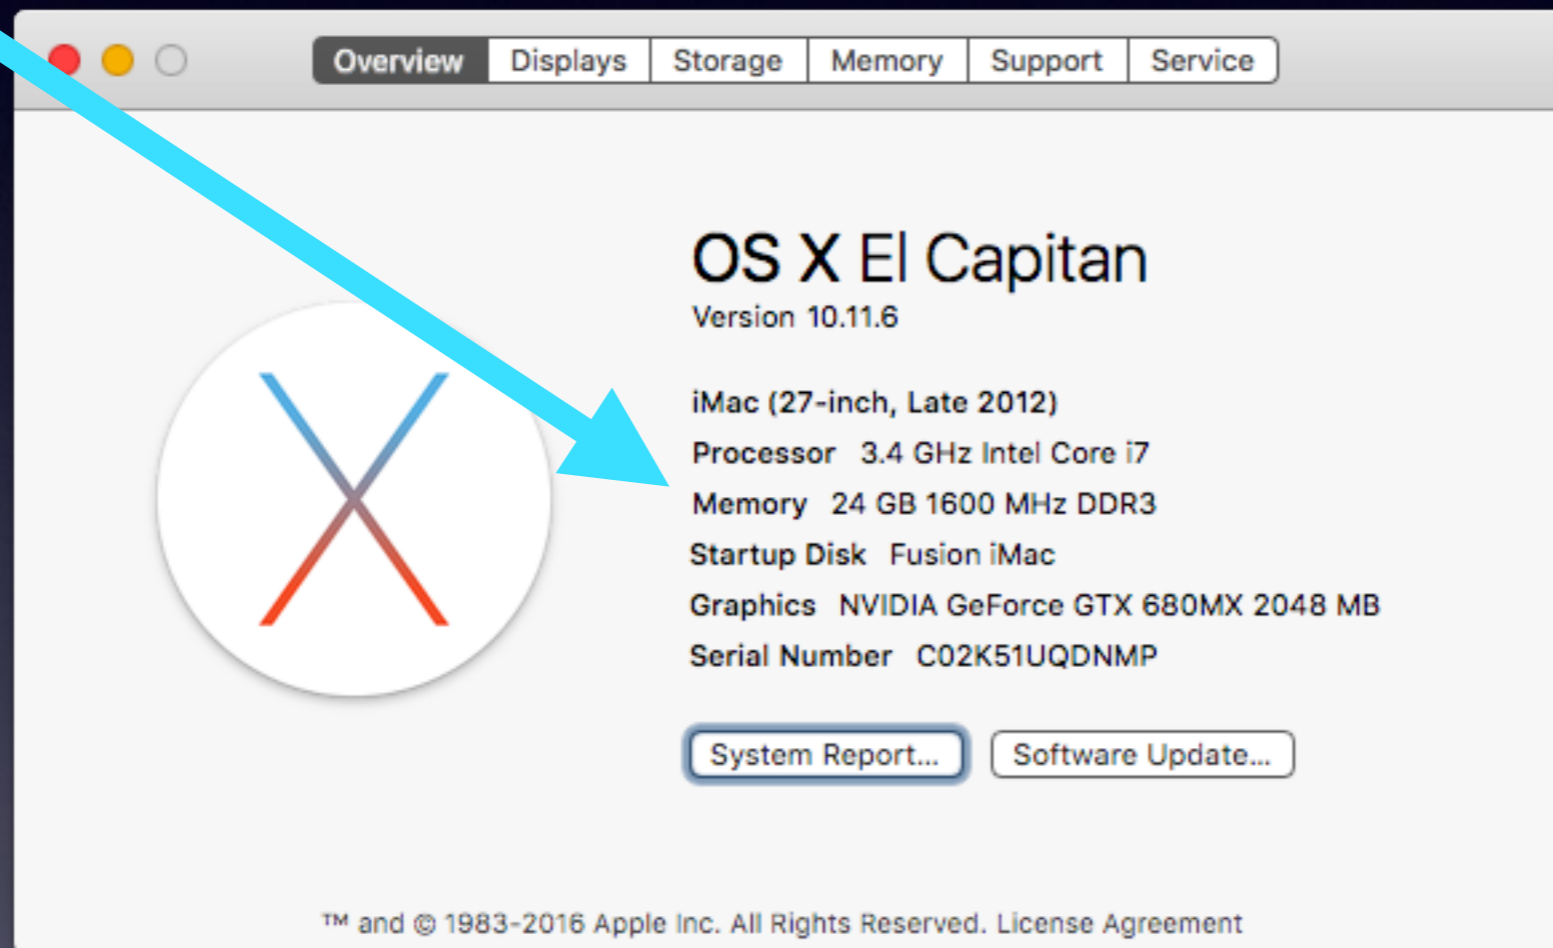 Overview Displays Storage Memory Support Service
OS X El Capitan
Version 10.11.6
iMac (27-inch, Late 2012)
Processor 3.4 GHz Intel Core i7
Memory 24 GB 1600 MHz DDR3
Startup Disk Fusion iMac
Graphics NVIDIA GeForce GTX 680MX 2048 MB
Serial Number C02K51UQDNMP
System Report... Software Update...
™ and © 1983-2016 Apple Inc. All Rights Reserved. License Agreement